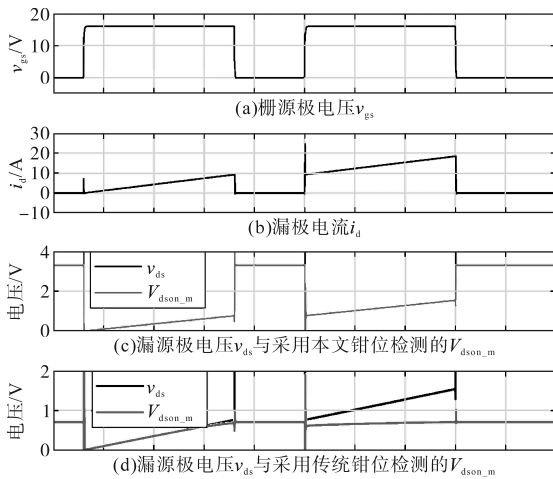 20
10
0
v_gs/V
(a)栅源极电压v_gs
30
20
10
0
−10
i_d/A
(b)漏极电流i_d
4
2
0
电压/V
v_ds
V_dson_m
(c)漏源极电压v_ds与采用本文钳位检测的V_dson_m
2
1
0
电压/V
v_ds
V_dson_m
(d)漏源极电压v_ds与采用传统钳位检测的V_dson_m